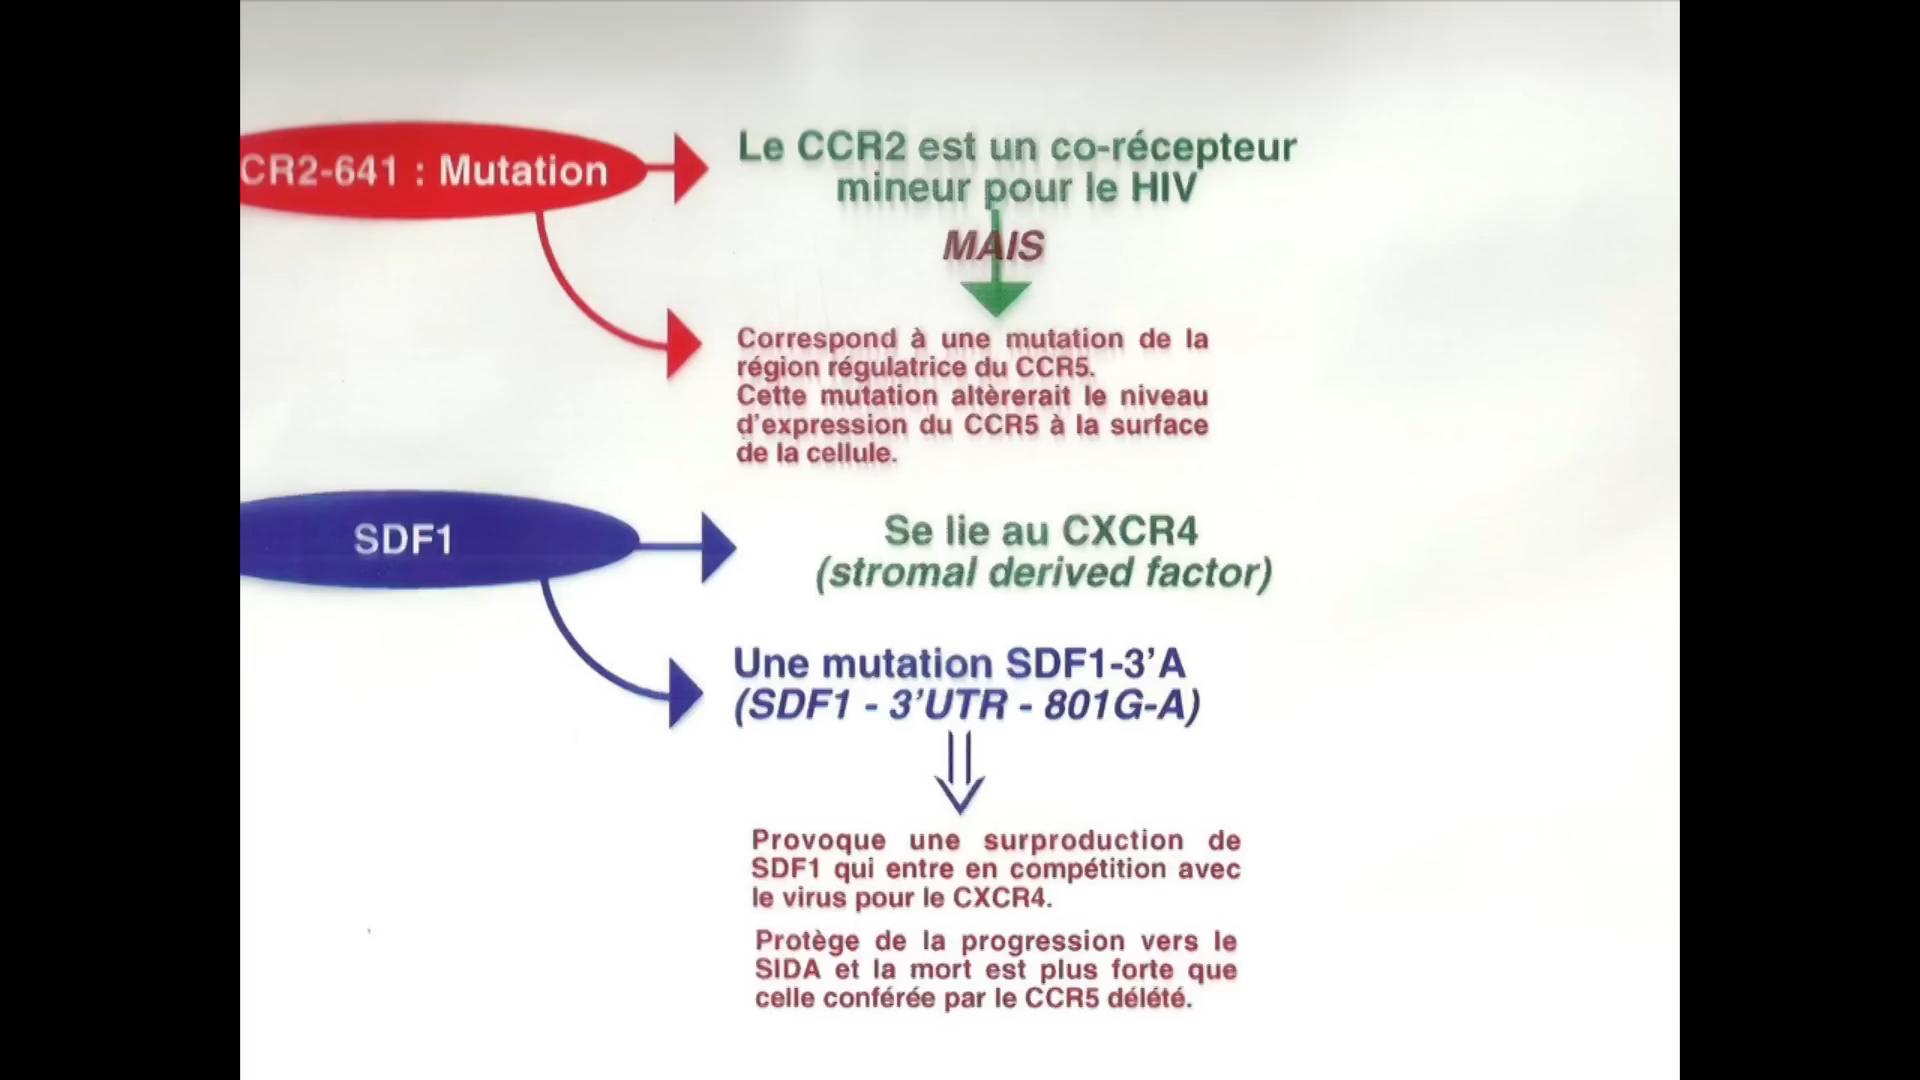 CR2-641 : Mutation
Le CCR2 est un co-récepteur
mineur pour le HIV
MAIS
Correspond à une mutation de la
région régulatrice du CCR5.
Cette mutation altèrerait le niveau
d'expression du CCR5 à la surface
de la cellule.
SDF1
Se lie au CXCR4
(stromal derived factor)
Une mutation SDF1-3'A
(SDF1 - 3'UTR - 801G-A)
Provoque une surproduction de
SDF1 qui entre en compétition avec
le virus pour le CXCR4.
Protège de la progression vers le
SIDA et la mort est plus forte que
celle conférée par le CCR5 délété.